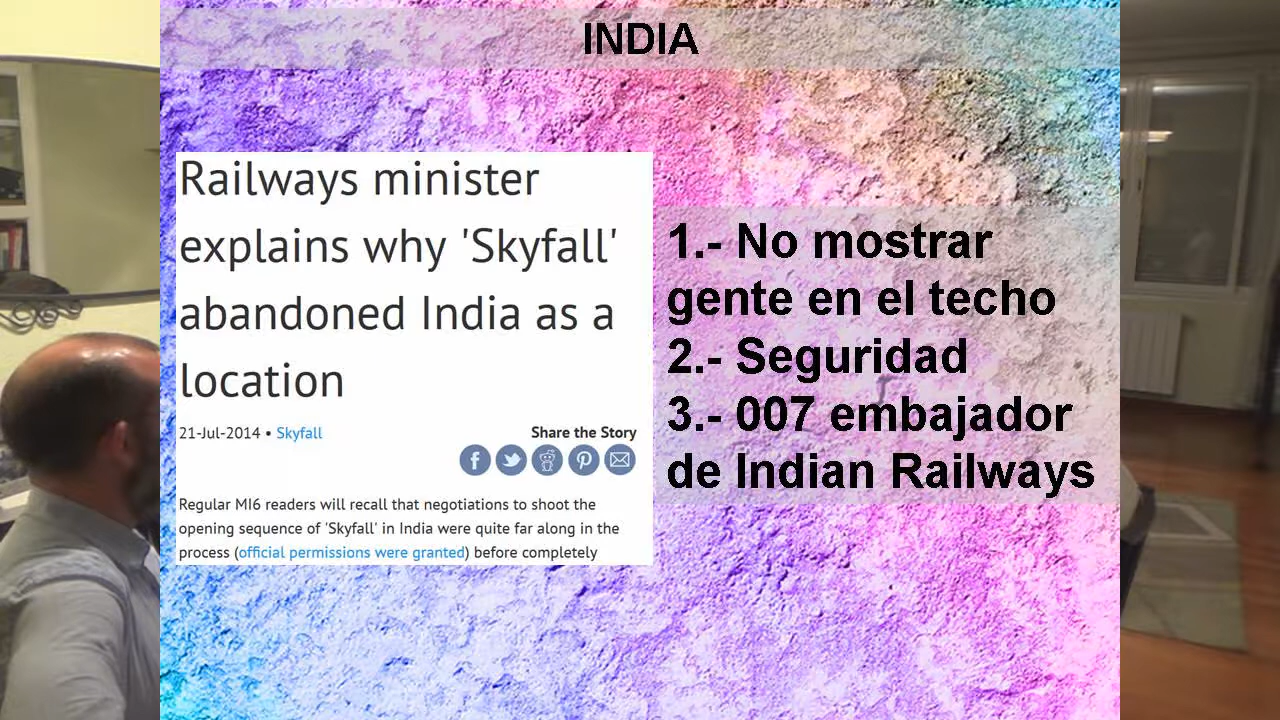 INDIA
Railways minister
explains why 'Skyfall'
abandoned India as a
location
21-Jul-2014 • Skyfall
Share the Story
Regular MI6 readers will recall that negotiations to shoot the
opening sequence of 'Skyfall' in India were quite far along in the
process (official permissions were granted) before completely
1.- No mostrar
gente en el techo
2.- Seguridad
3.- 007 embajador
de Indian Railways